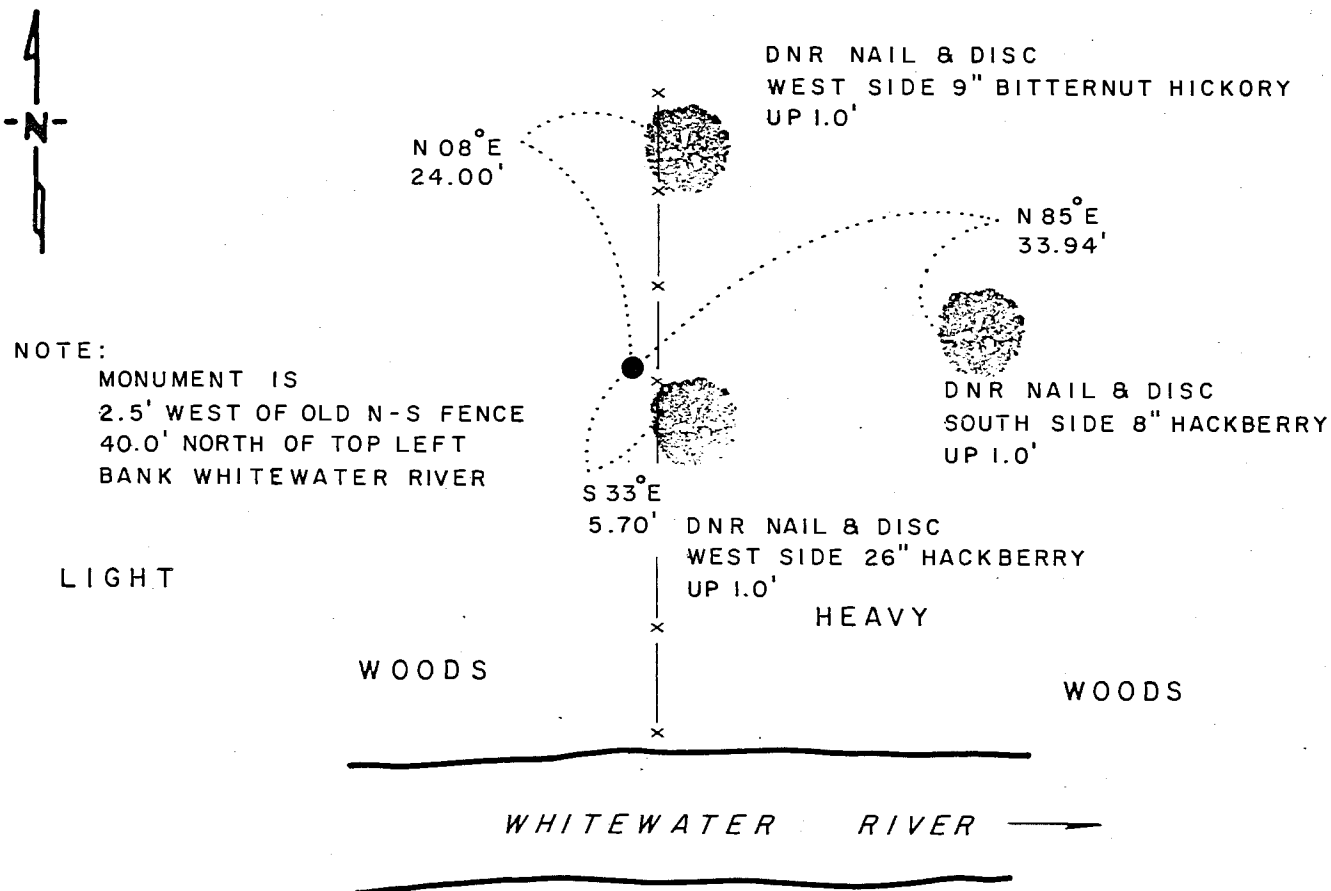 -N-
DNR NAIL & DISC
WEST SIDE 9" BITTERNUT HICKORY
UP 1.0'
N 08°E
24.00'
N 85°E
33.94'
NOTE:
MONUMENT IS
2.5' WEST OF OLD N-S FENCE
40.0' NORTH OF TOP LEFT
BANK WHITEWATER RIVER
DNR NAIL & DISC
SOUTH SIDE 8" HACKBERRY
UP 1.0'
S 33°E
5.70'
DNR NAIL & DISC
WEST SIDE 26" HACKBERRY
UP 1.0'
LIGHT
WOODS
HEAVY
WOODS
WHITEWATER RIVER